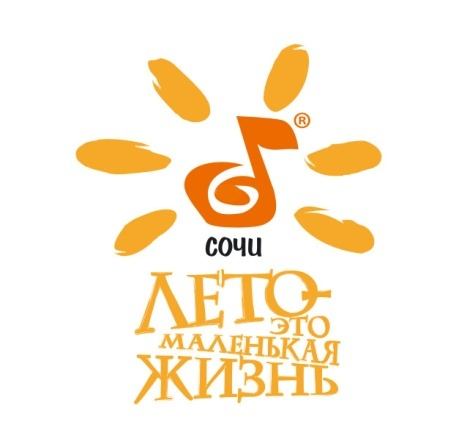 ®
СОЧИ
ЛЕТО-
ЭТО
МАЛЕНЬКАЯ
ЖИЗНЬ